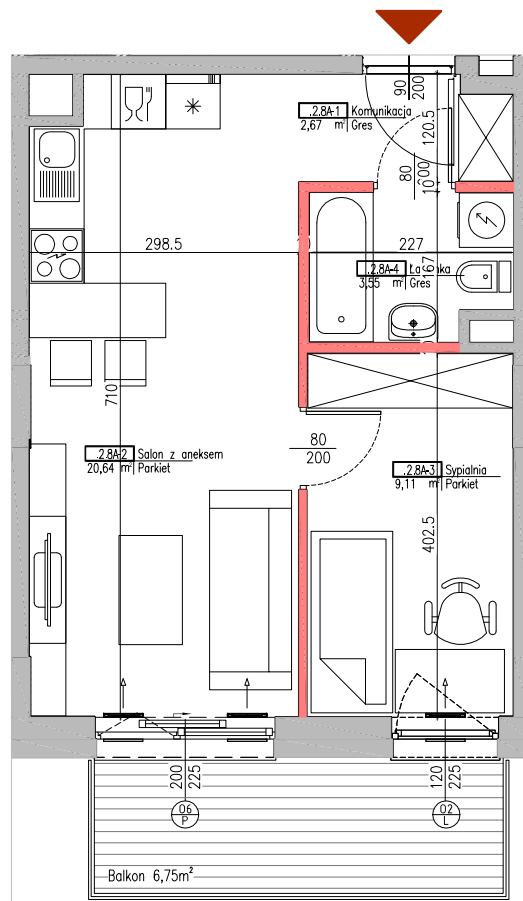 90
200
.2.8A-1 Komunikacja
2,67 m² Gres
120.5
80
200
10
298.5
227
.2.8A-4
3,55 m² Gres
167
710
80
200
.2.8A-2 Salon z aneksem
20,64 m² Parkiet
.2.8A-3 Sypialnia
9,11 m² Parkiet
402.5
200
225
120
225
06
P
02
L
Balkon 6,75m²